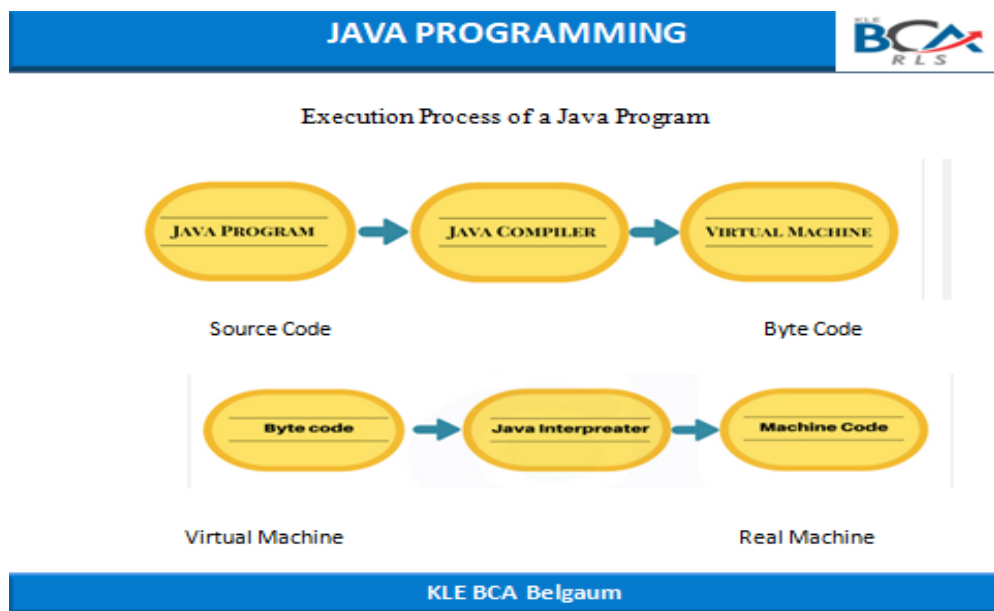 JAVA PROGRAMMING
KLE
BCA
RLS
Execution Process of a Java Program
JAVA PROGRAM
JAVA COMPILER
VIRTUAL MACHINE
Source Code
Byte Code
Byte code
Java Interpreater
Machine Code
Virtual Machine
Real Machine
KLE BCA Belgaum